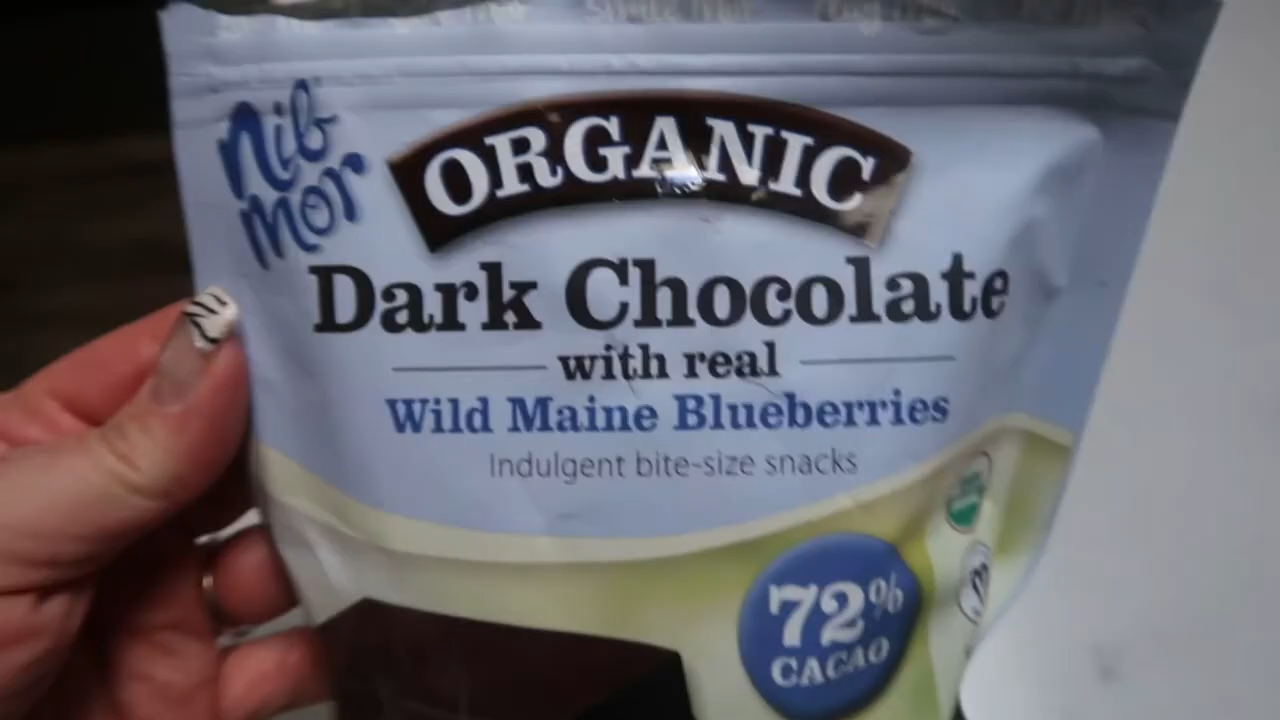 nib
mor
ORGANIC
Dark Chocolate
with real
Wild Maine Blueberries
Indulgent bite-size snacks
72%
CACAO